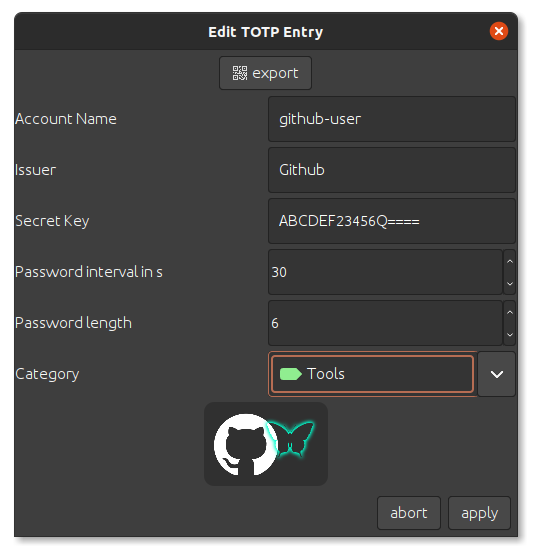 Edit TOTP Entry
export
Account Name github-user
Issuer Github
Secret Key ABCDEF23456Q====
Password interval in s 30
Password length 6
Category Tools
abort apply